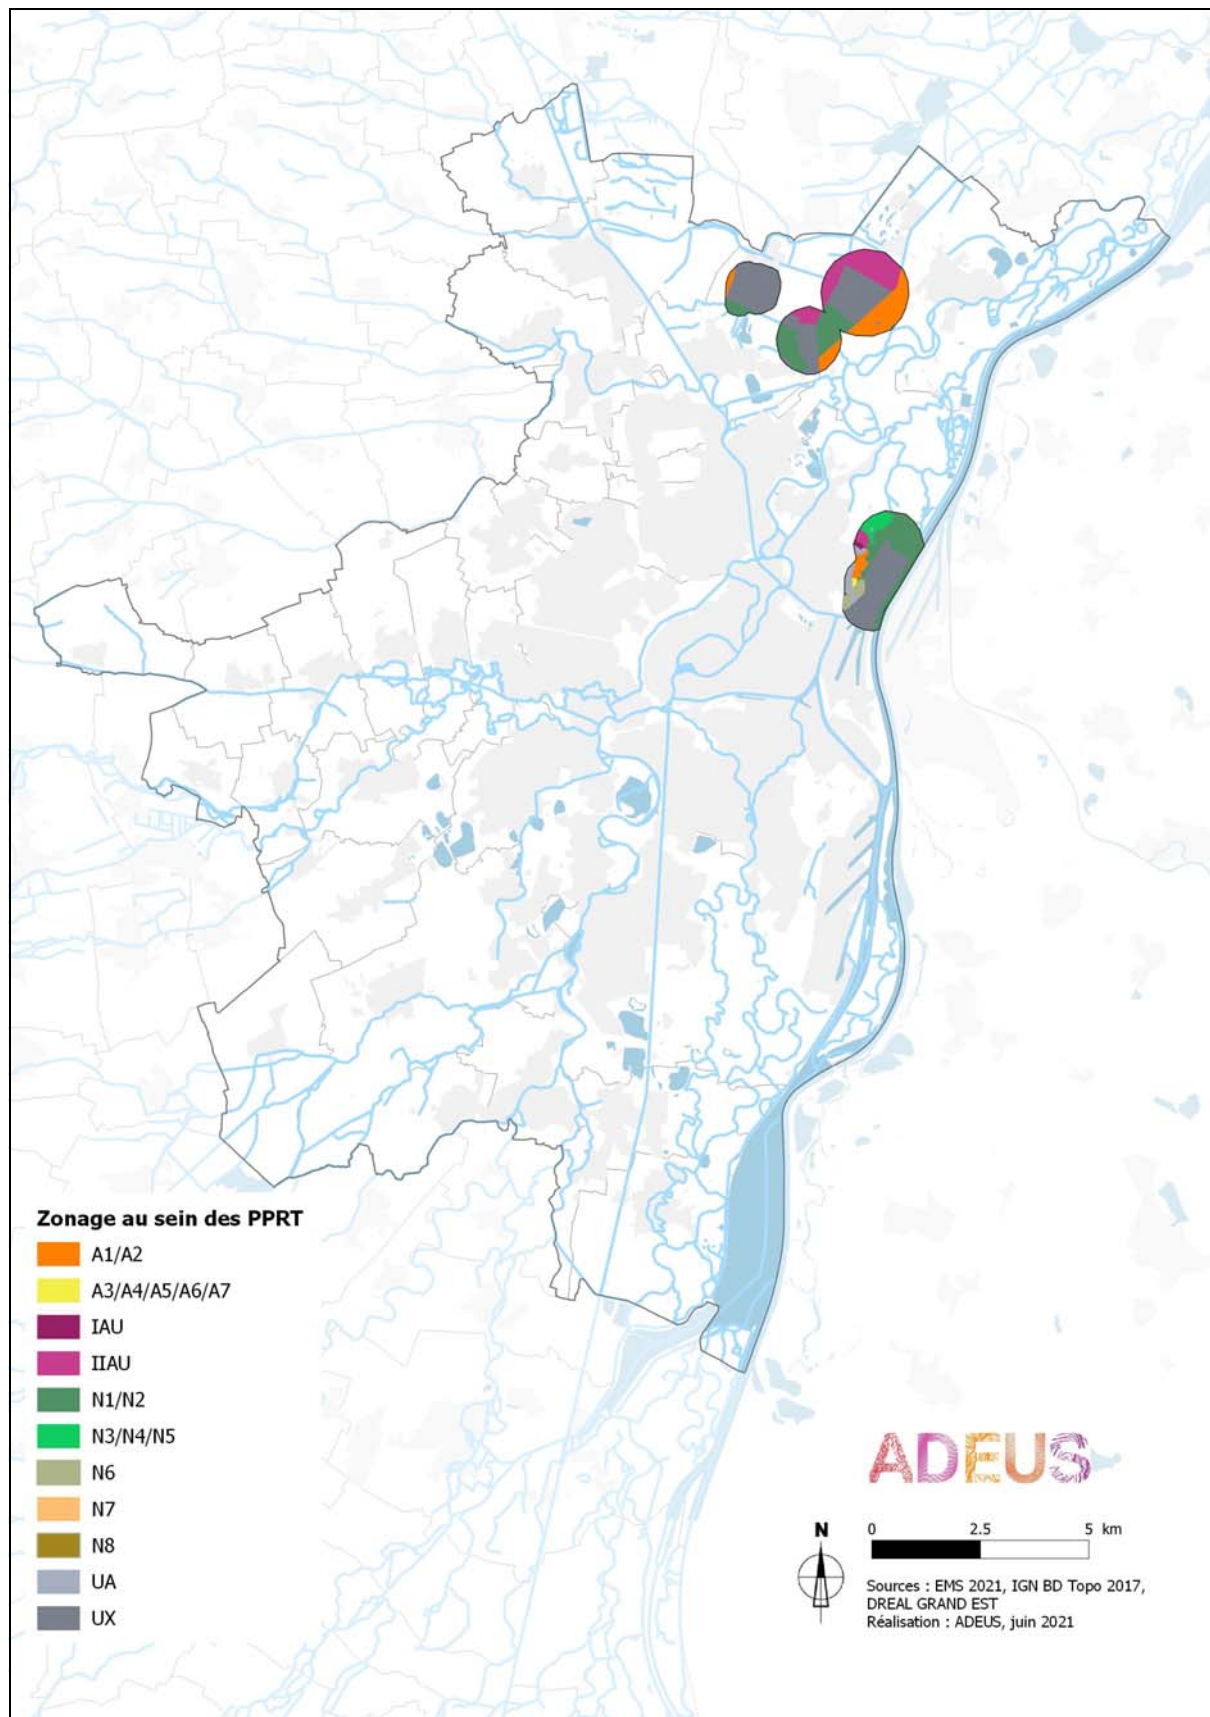 Zonage au sein des PPRT
A1/A2
A3/A4/A5/A6/A7
IAU
IIAU
N1/N2
N3/N4/N5
N6
N7
N8
UA
UX
ADEUS
N
0 2.5 5 km
Sources : EMS 2021, IGN BD Topo 2017,
DREAL GRAND EST
Réalisation : ADEUS, juin 2021